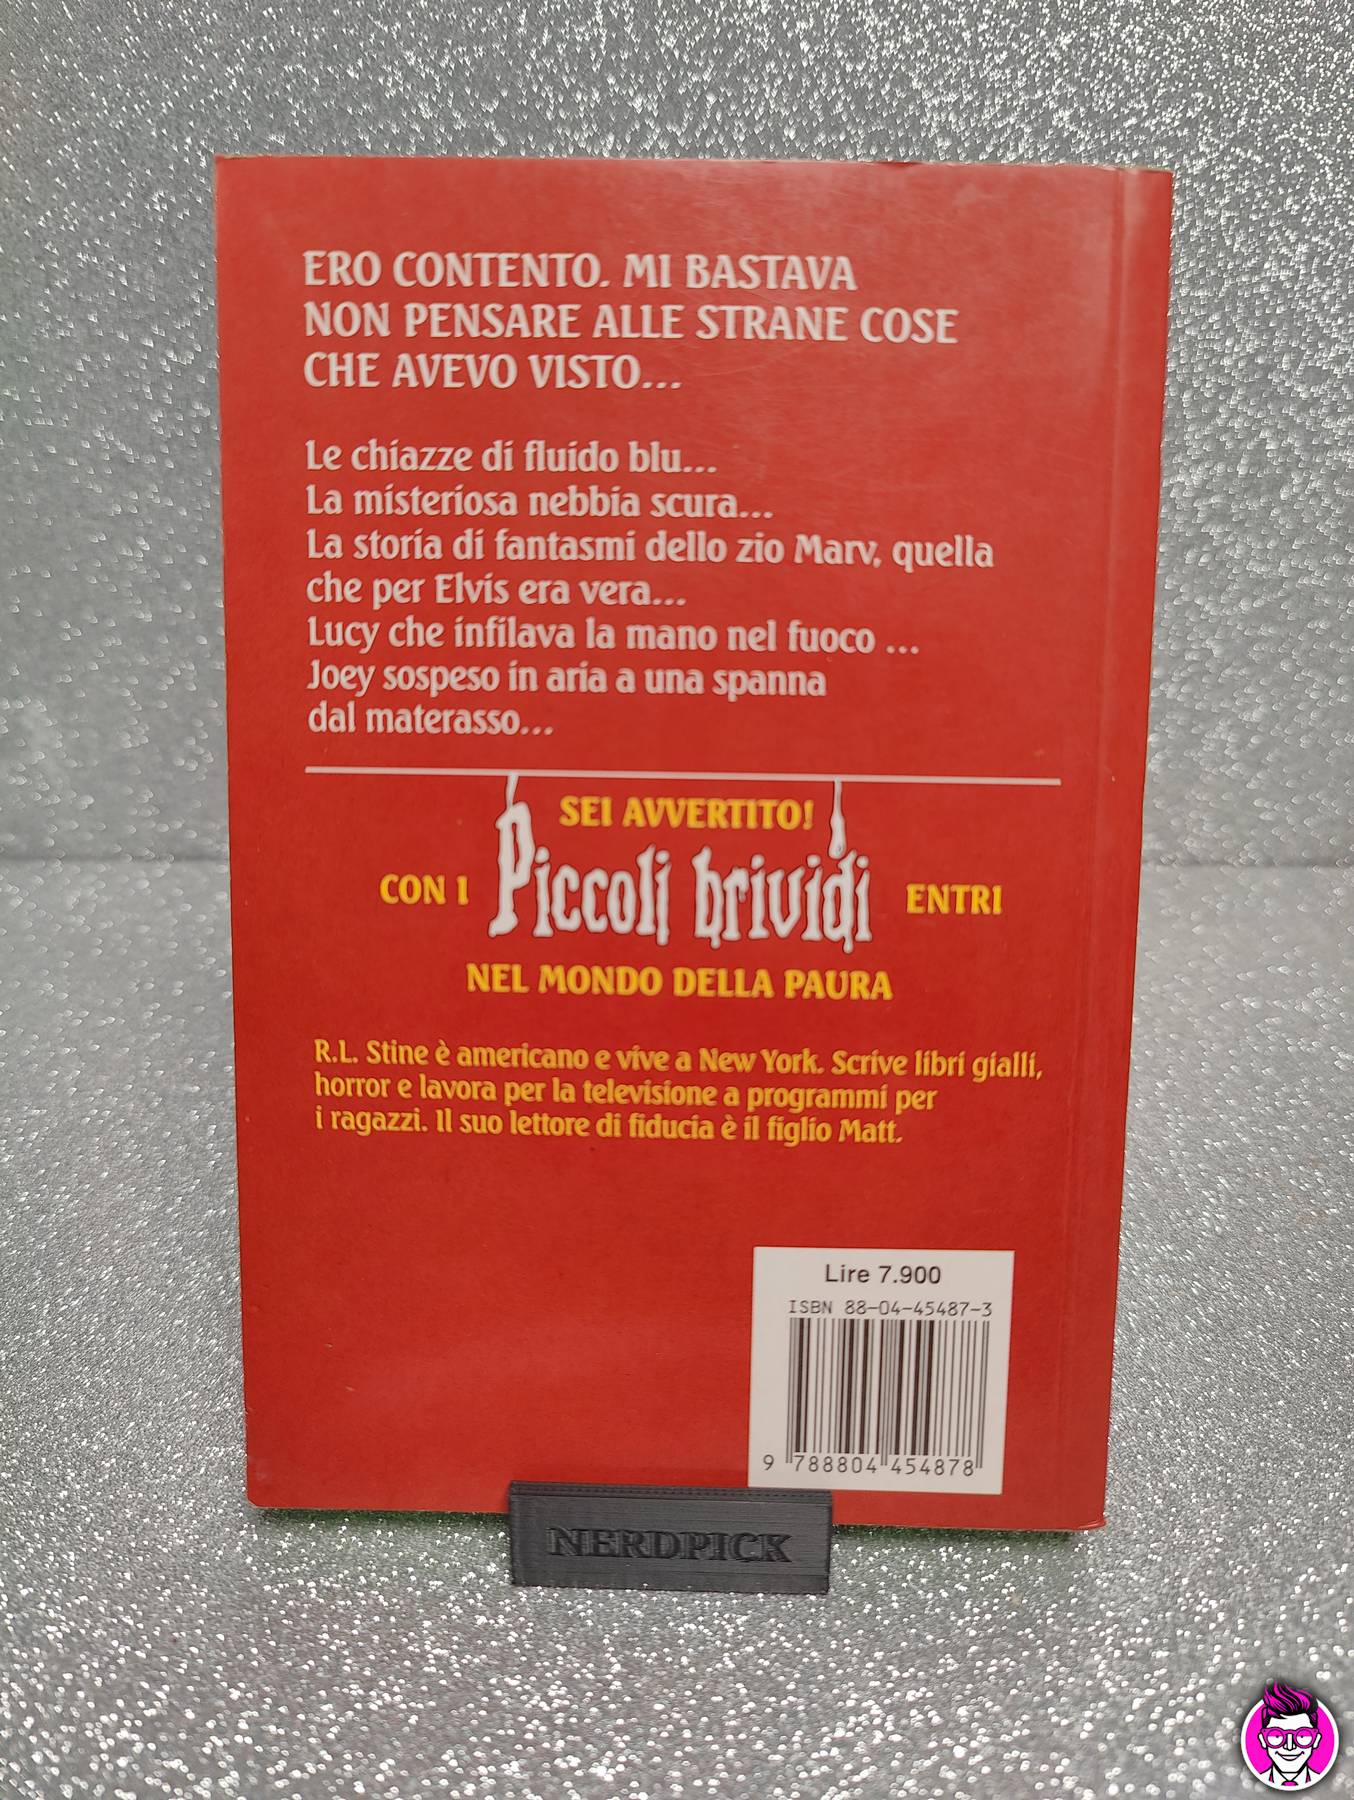 ERO CONTENTO. MI BASTAVA
NON PENSARE ALLE STRANE COSE
CHE AVEVO VISTO...
Le chiazze di fluido blu...
La misteriosa nebbia scura...
La storia di fantasmi dello zio Marv, quella
che per Elvis era vera...
Lucy che infilava la mano nel fuoco ...
Joey sospeso in aria a una spanna
dal materasso...
SEI AVVERTITO!
CON I Piccoli brividi ENTRI
NEL MONDO DELLA PAURA
R.L. Stine è americano e vive a New York. Scrive libri gialli,
horror e lavora per la televisione a programmi per
i ragazzi. Il suo lettore di fiducia è il figlio Matt.
Lire 7.900
ISBN 88-04-45487-3
9 788804 454878
NERDPICK